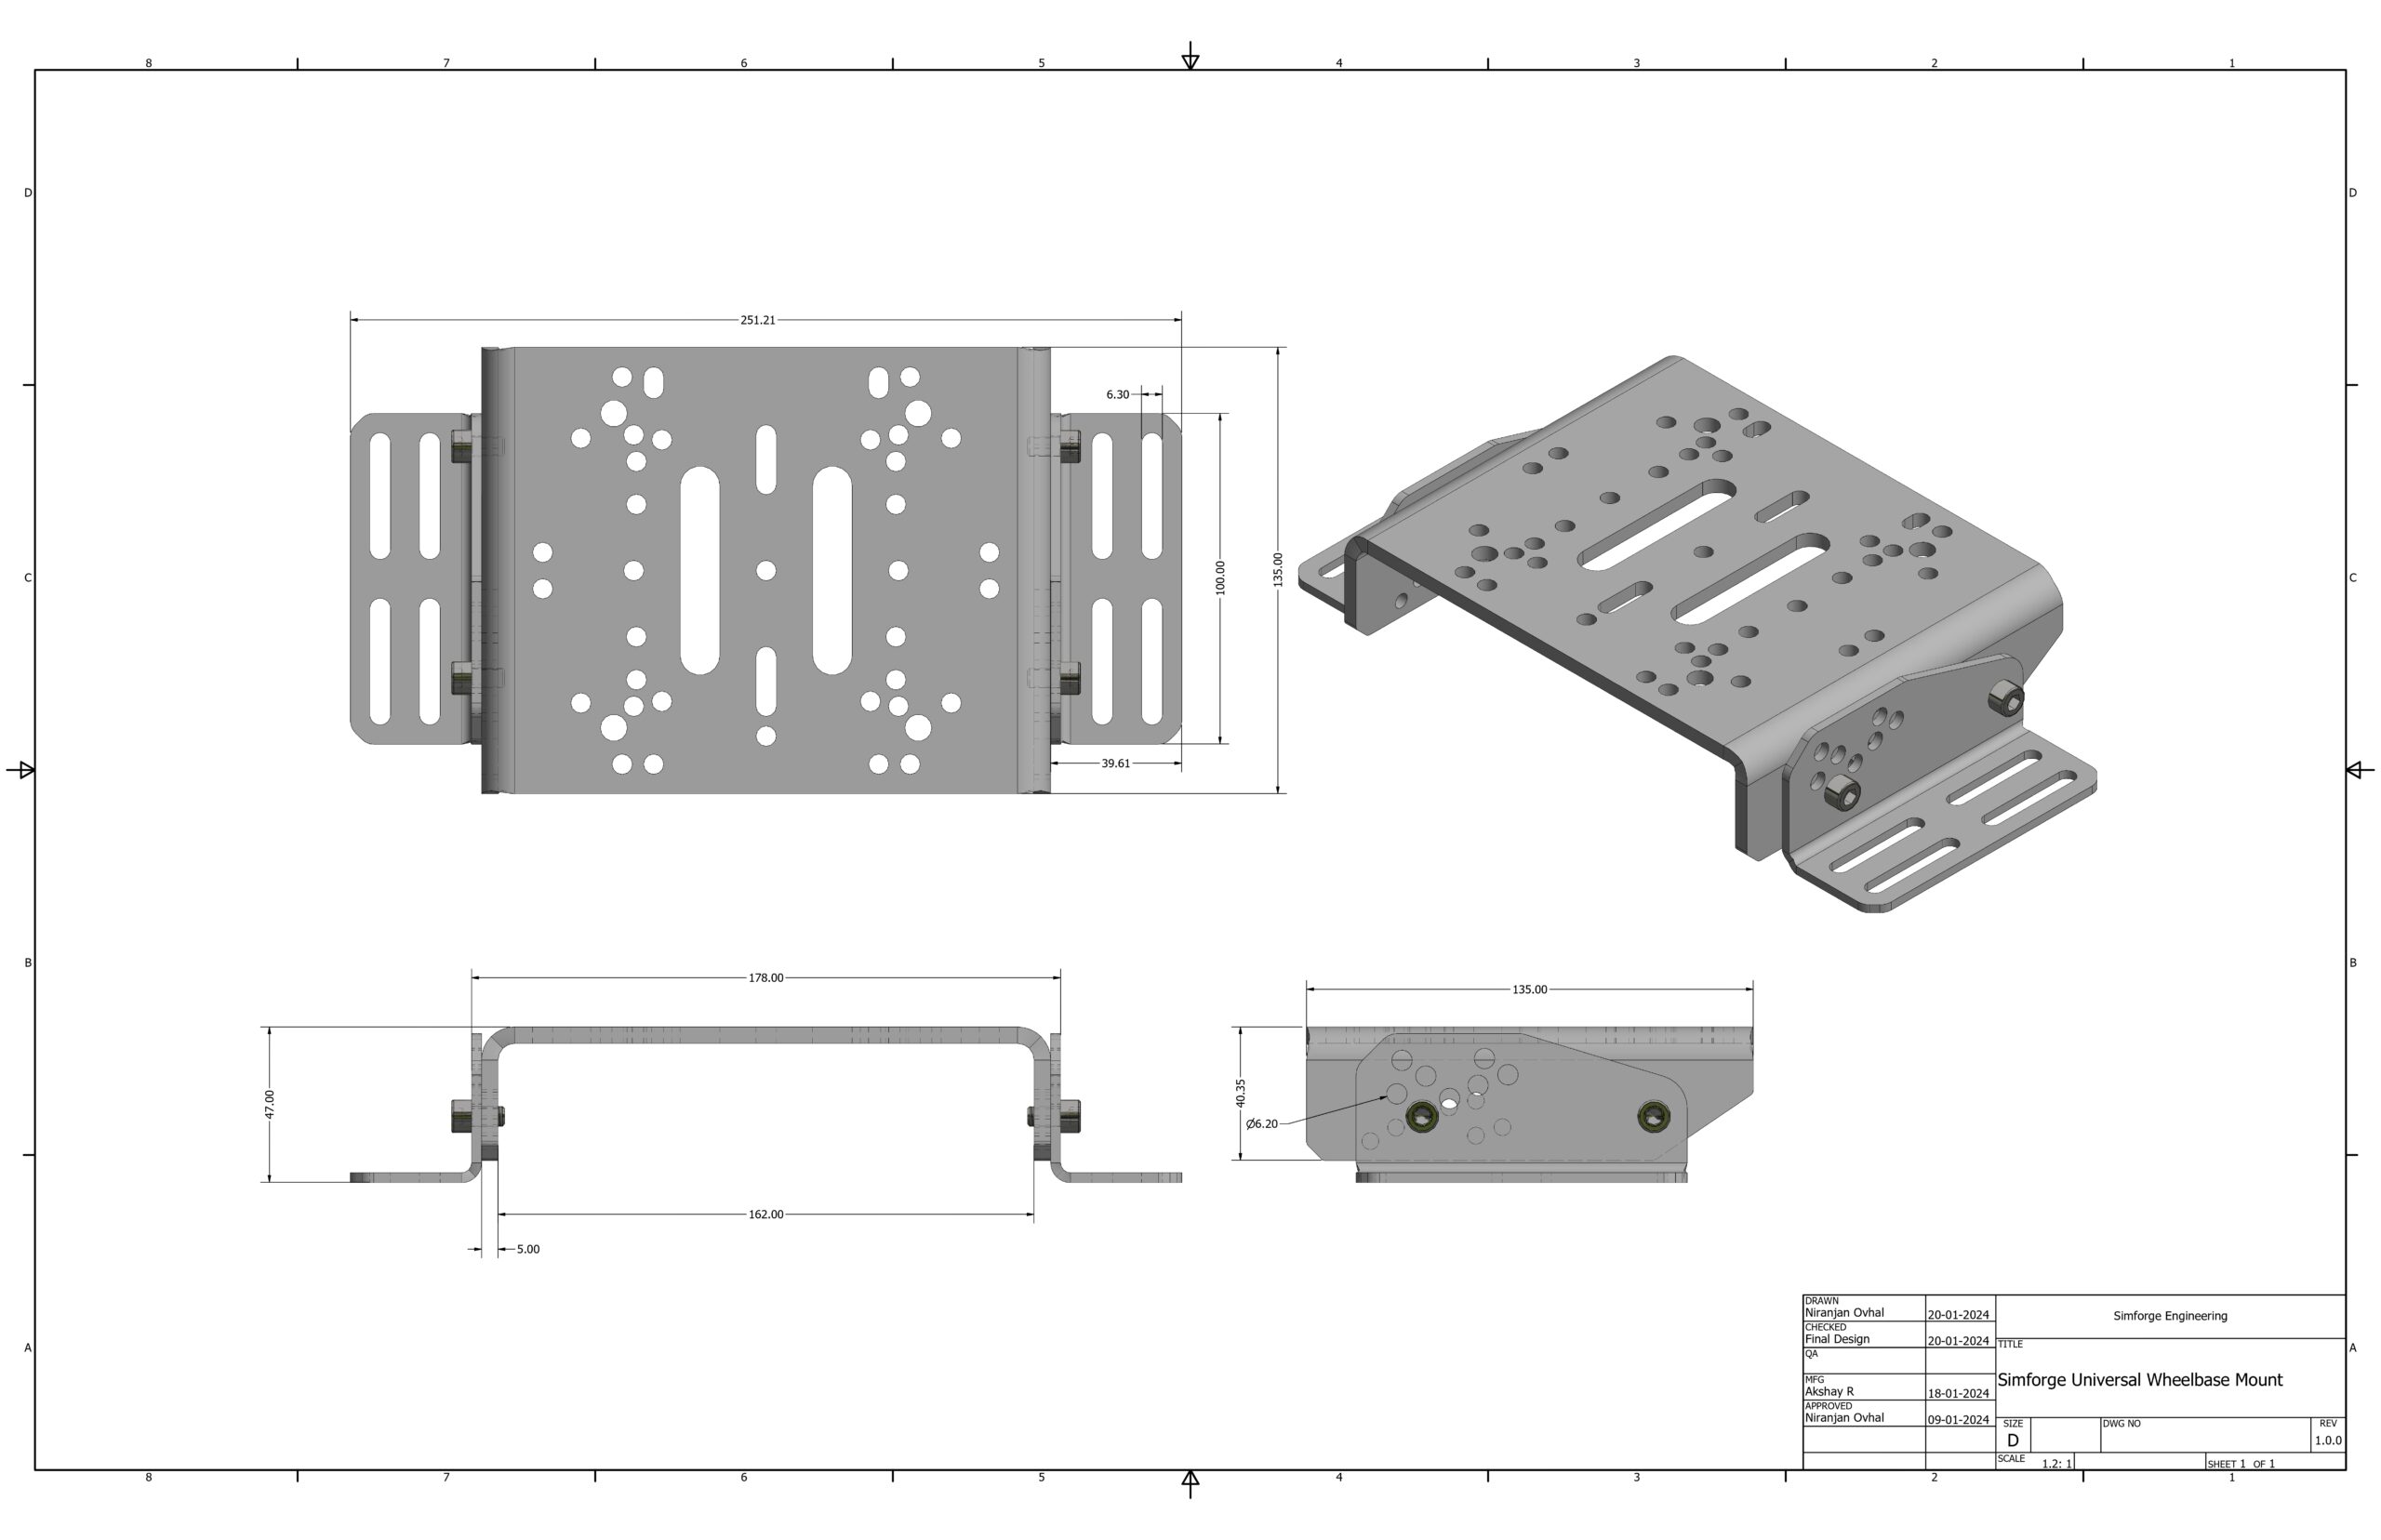 8 7 6 5 4 3 2 1
D D
251.21
6.30
C C
100.00
135.00
39.61
B B
178.00
135.00
47.00
40.35
Ø6.20
162.00
5.00
DRAWN
Niranjan Ovhal 20-01-2024
Simforge Engineering
CHECKED
Final Design 20-01-2024
TITLE
QA
Simforge Universal Wheelbase Mount
MFG
Akshay R 18-01-2024
APPROVED
Niranjan Ovhal 09-01-2024
SIZE
D
DWG NO
REV
1.0.0
SCALE 1.2: 1
SHEET 1 OF 1
A A
8 7 6 5 4 3 2 1